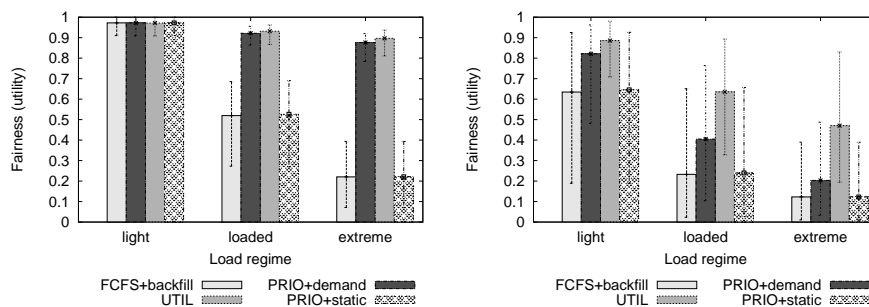 Fairness (utility)
1
0.9
0.8
0.7
0.6
0.5
0.4
0.3
0.2
0.1
0
light loaded extreme
Load regime
FCFS+backfill PRIO+demand
UTIL PRIO+static
Fairness (utility)
1
0.9
0.8
0.7
0.6
0.5
0.4
0.3
0.2
0.1
0
light loaded extreme
Load regime
FCFS+backfill PRIO+demand
UTIL PRIO+static